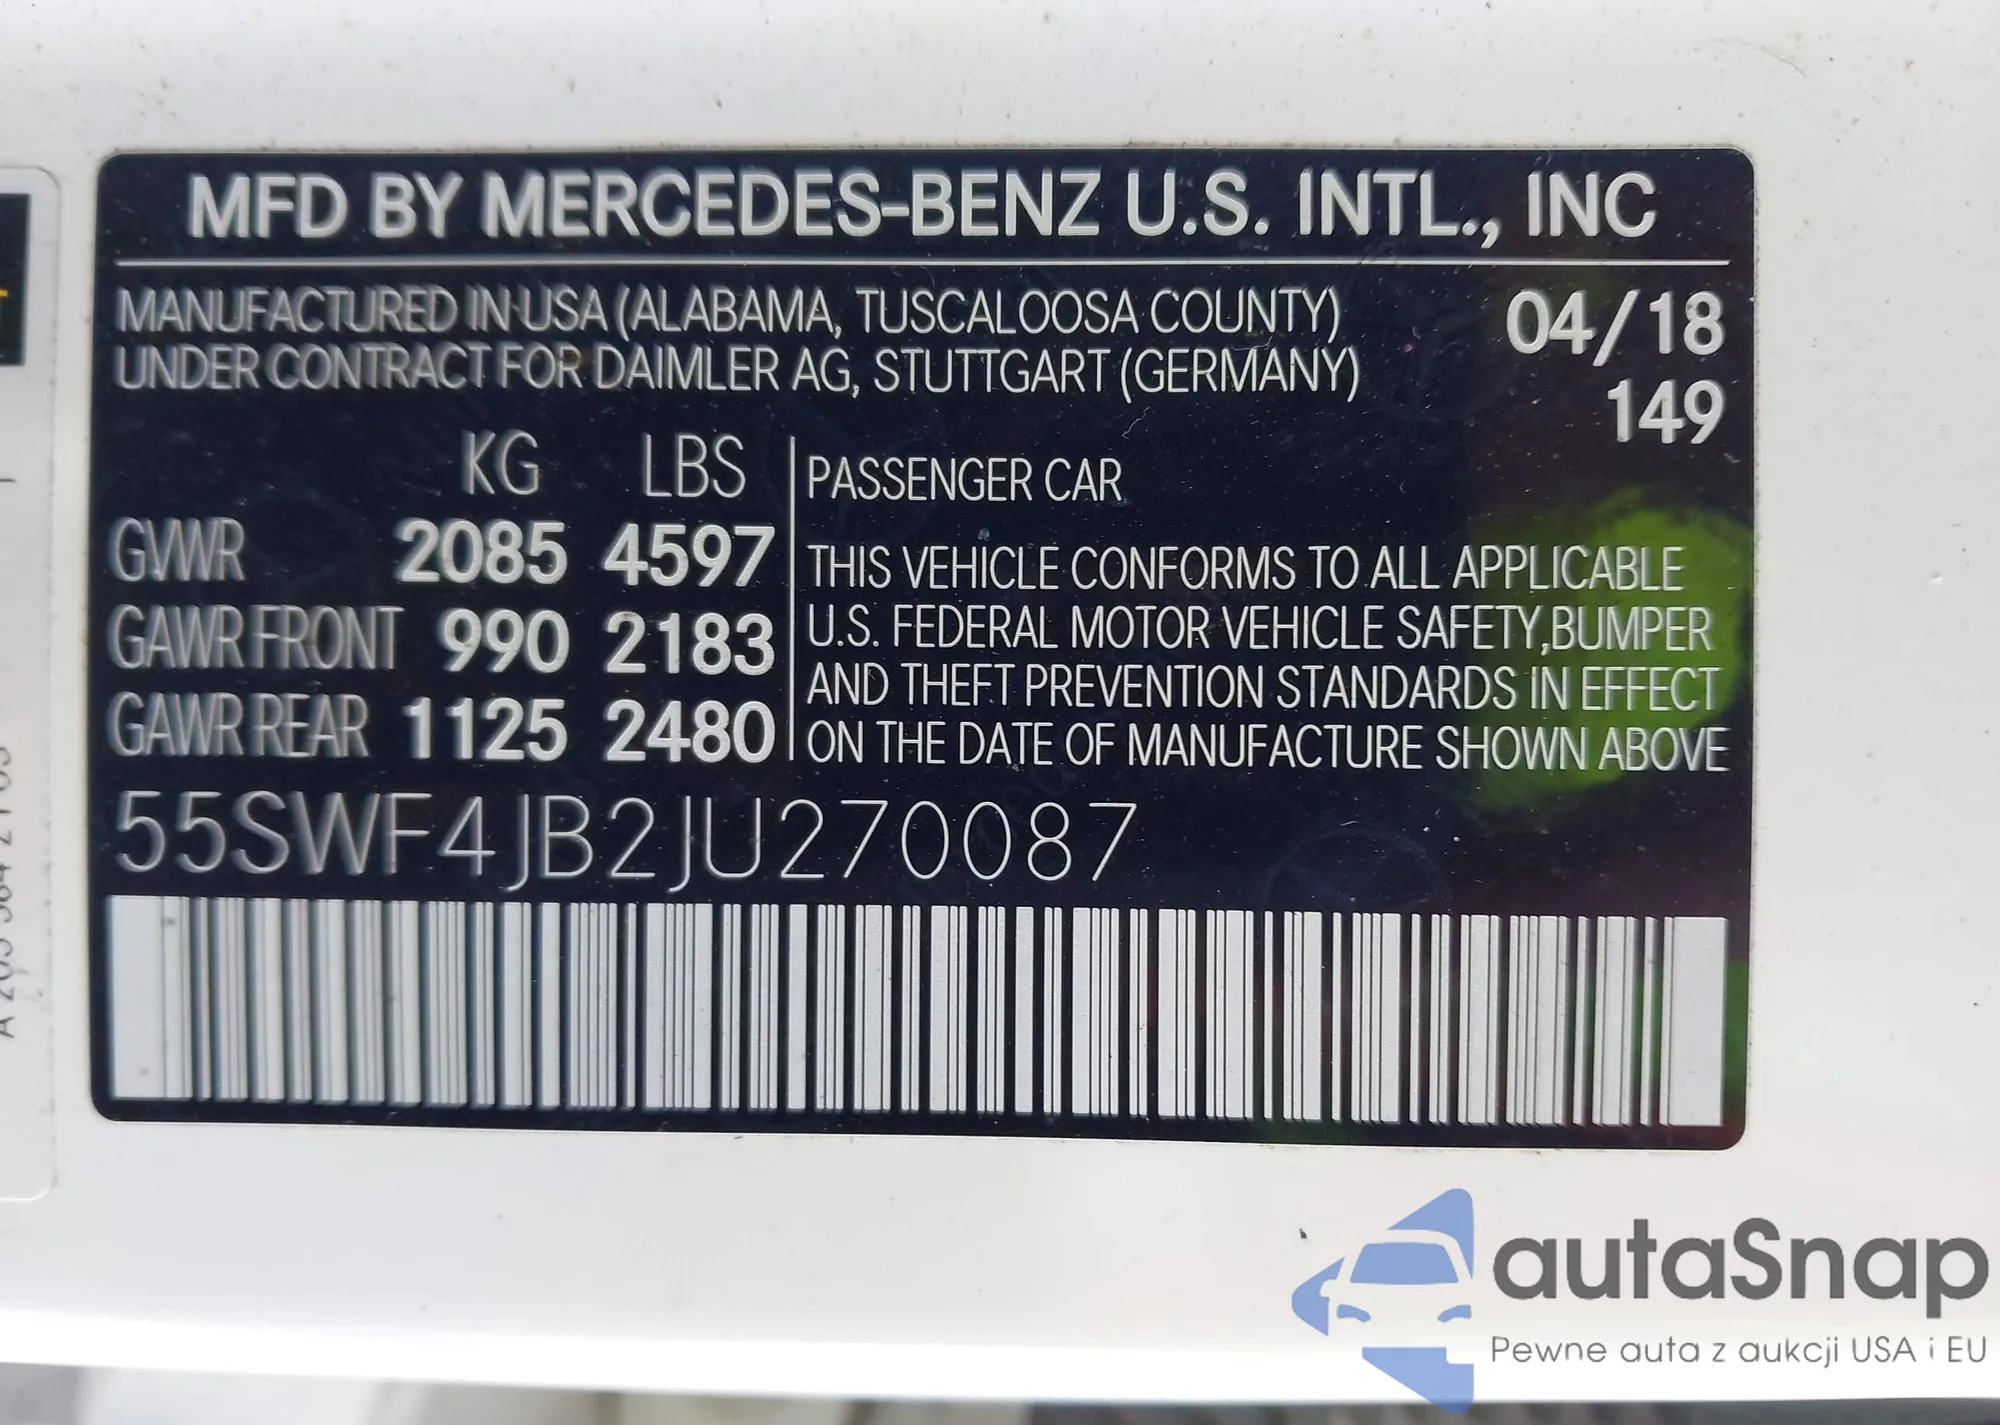 MFD BY MERCEDES-BENZ U.S. INTL., INC
MANUFACTURED IN USA (ALABAMA, TUSCALOOSA COUNTY)
UNDER CONTRACT FOR DAIMLER AG, STUTTGART (GERMANY)
04/18
149
KG LBS
GVWR 2085 4597
GAWR FRONT 990 2183
GAWR REAR 1125 2480
PASSENGER CAR
THIS VEHICLE CONFORMS TO ALL APPLICABLE
U.S. FEDERAL MOTOR VEHICLE SAFETY,BUMPER
AND THEFT PREVENTION STANDARDS IN EFFECT
ON THE DATE OF MANUFACTURE SHOWN ABOVE
55SWF4JB2JU270087
autaSnap
Pewne auta z aukcji USA i EU